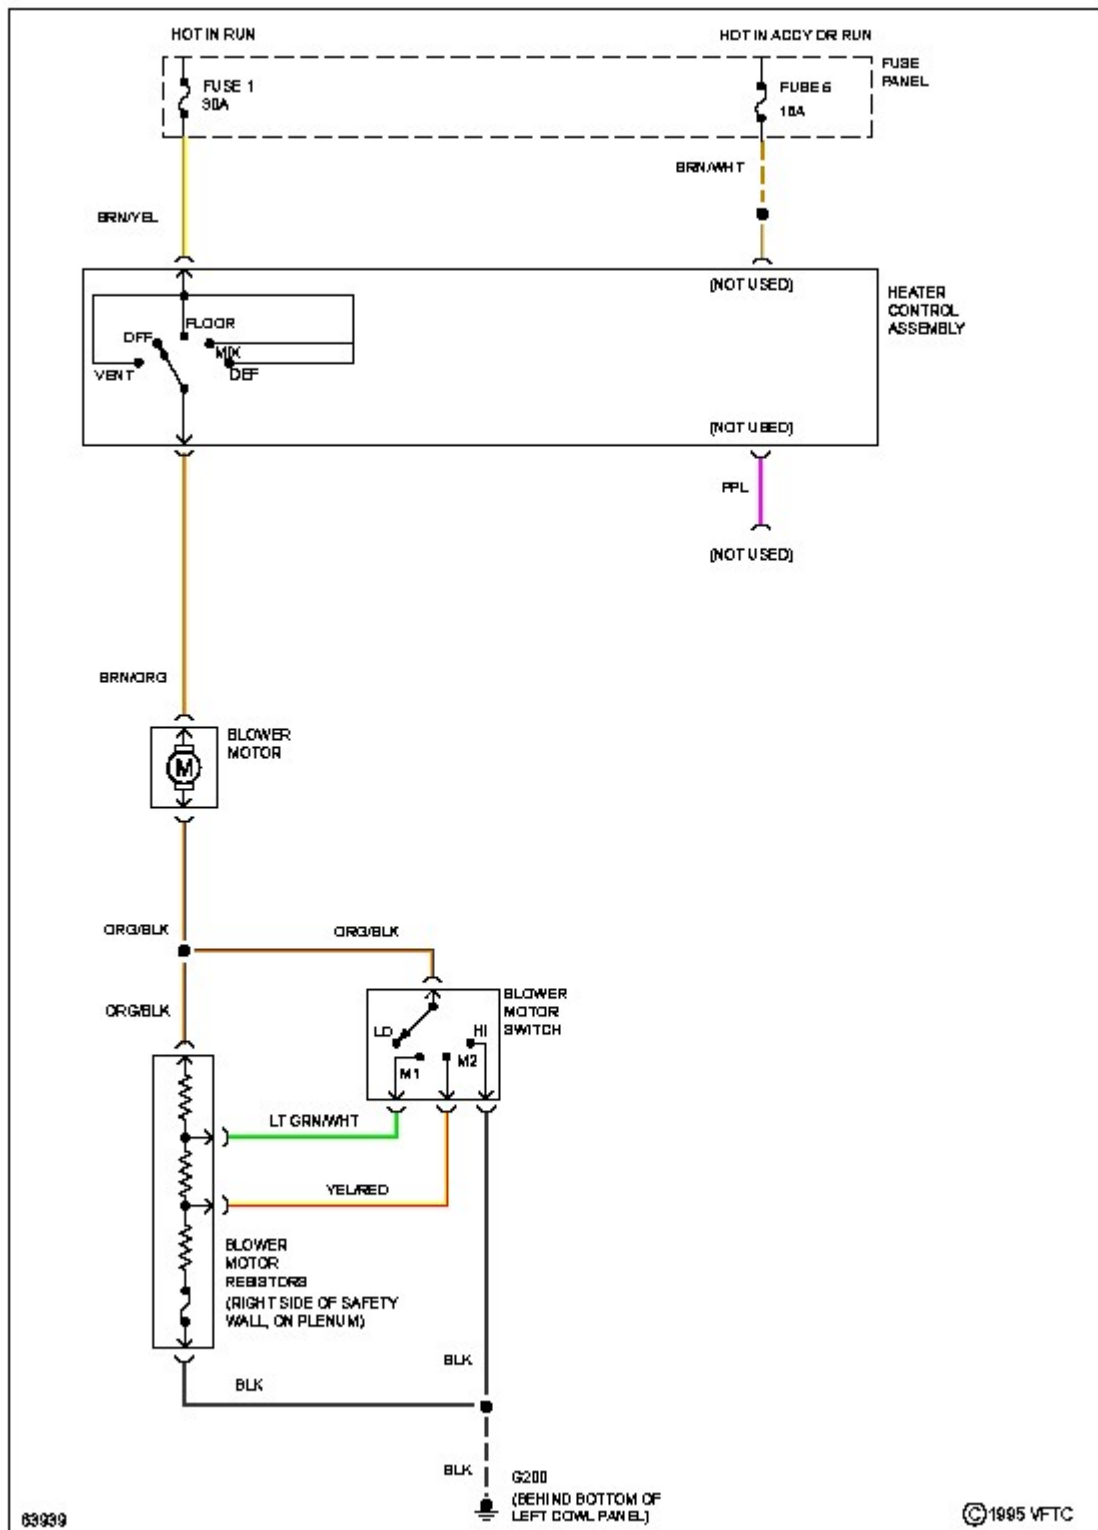 HOT IN RUN
HOT IN ACCY OR RUN
FUSE 1
30A
FUSE 6
FUSE
PANEL
BRN/YEL
BRN/WHT
(NOT USED)
HEATER
CONTROL
ASSEMBLY
FLOOR
OFF
MIX
VENT
DEF
(NOT USED)
PPL
(NOT USED)
BRN/ORG
BLOWER
MOTOR
M
ORG/BLK
ORG/BLK
ORG/BLK
BLOWER
MOTOR
SWITCH
LO
HI
M1
M2
LT GRN/WHT
YEL/RED
BLOWER
MOTOR
RESISTORS
(RIGHT SIDE OF SAFETY
WALL, ON PLENUM)
BLK
BLK
BLK
G200
(BEHIND BOTTOM OF
LEFT COWL PANEL)
63939
©1995 VFTC